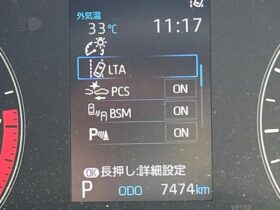 外気温
33℃ 11:17
LTA
PCS ON
BSM ON
P ON
OK 長押し:詳細設定
P ODO 7474km